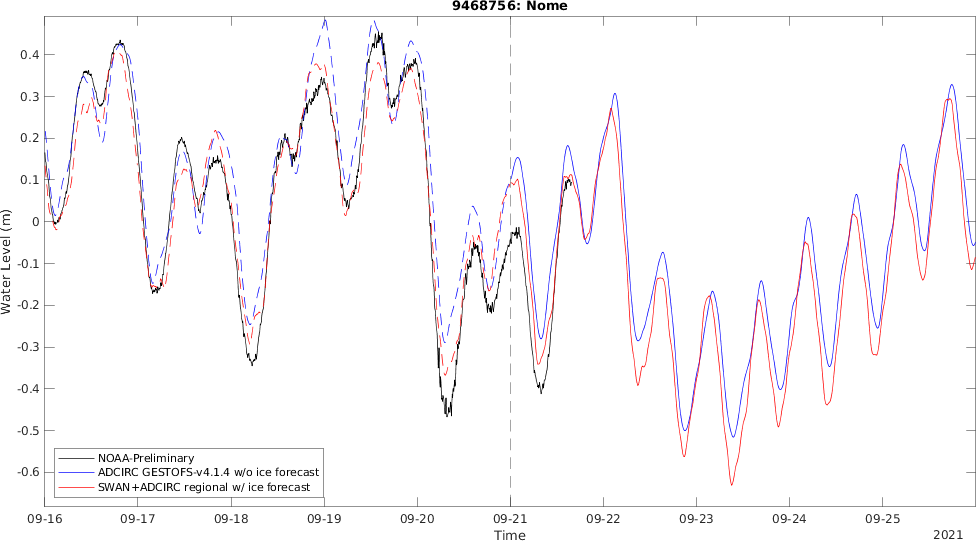 9468756: Nome
Water Level (m)
0.4
0.3
0.2
0.1
0
-0.1
-0.2
-0.3
-0.4
-0.5
-0.6
NOAA-Preliminary
ADCIRC GESTOFS-v4.1.4 w/o ice forecast
SWAN+ADCIRC regional w/ ice forecast
09-16 09-17 09-18 09-19 09-20 09-21 09-22 09-23 09-24 09-25
Time
2021